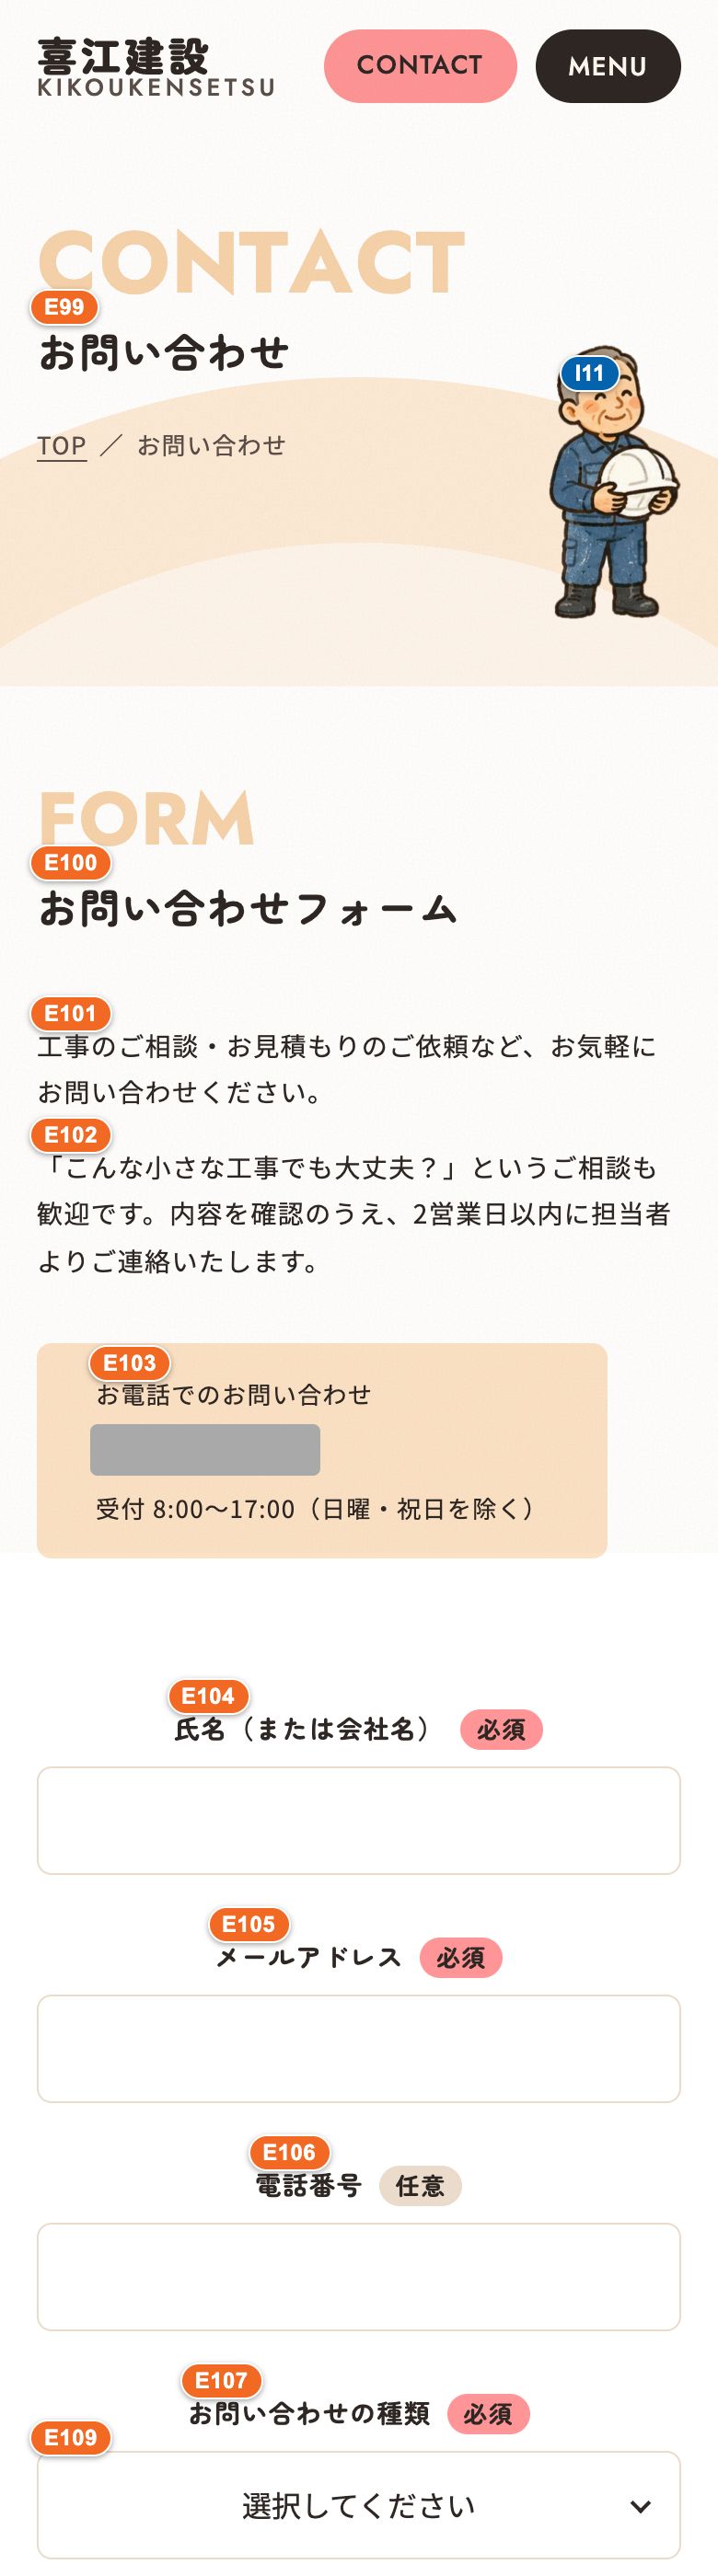 喜江建設
KIKOUKENSETSU
CONTACT
MENU
CONTACT
E99
お問い合わせ
I11
TOP ／ お問い合わせ
FORM
E100
お問い合わせフォーム
E101
工事のご相談・お見積もりのご依頼など、お気軽に
お問い合わせください。
E102
「こんな小さな工事でも大丈夫？」というご相談も
歓迎です。内容を確認のうえ、2営業日以内に担当者
よりご連絡いたします。
E103
お電話でのお問い合わせ
受付 8:00〜17:00（日曜・祝日を除く）
E104
氏名（または会社名） 必須
E105
メールアドレス 必須
E106
電話番号 任意
E107
お問い合わせの種類 必須
E109
選択してください